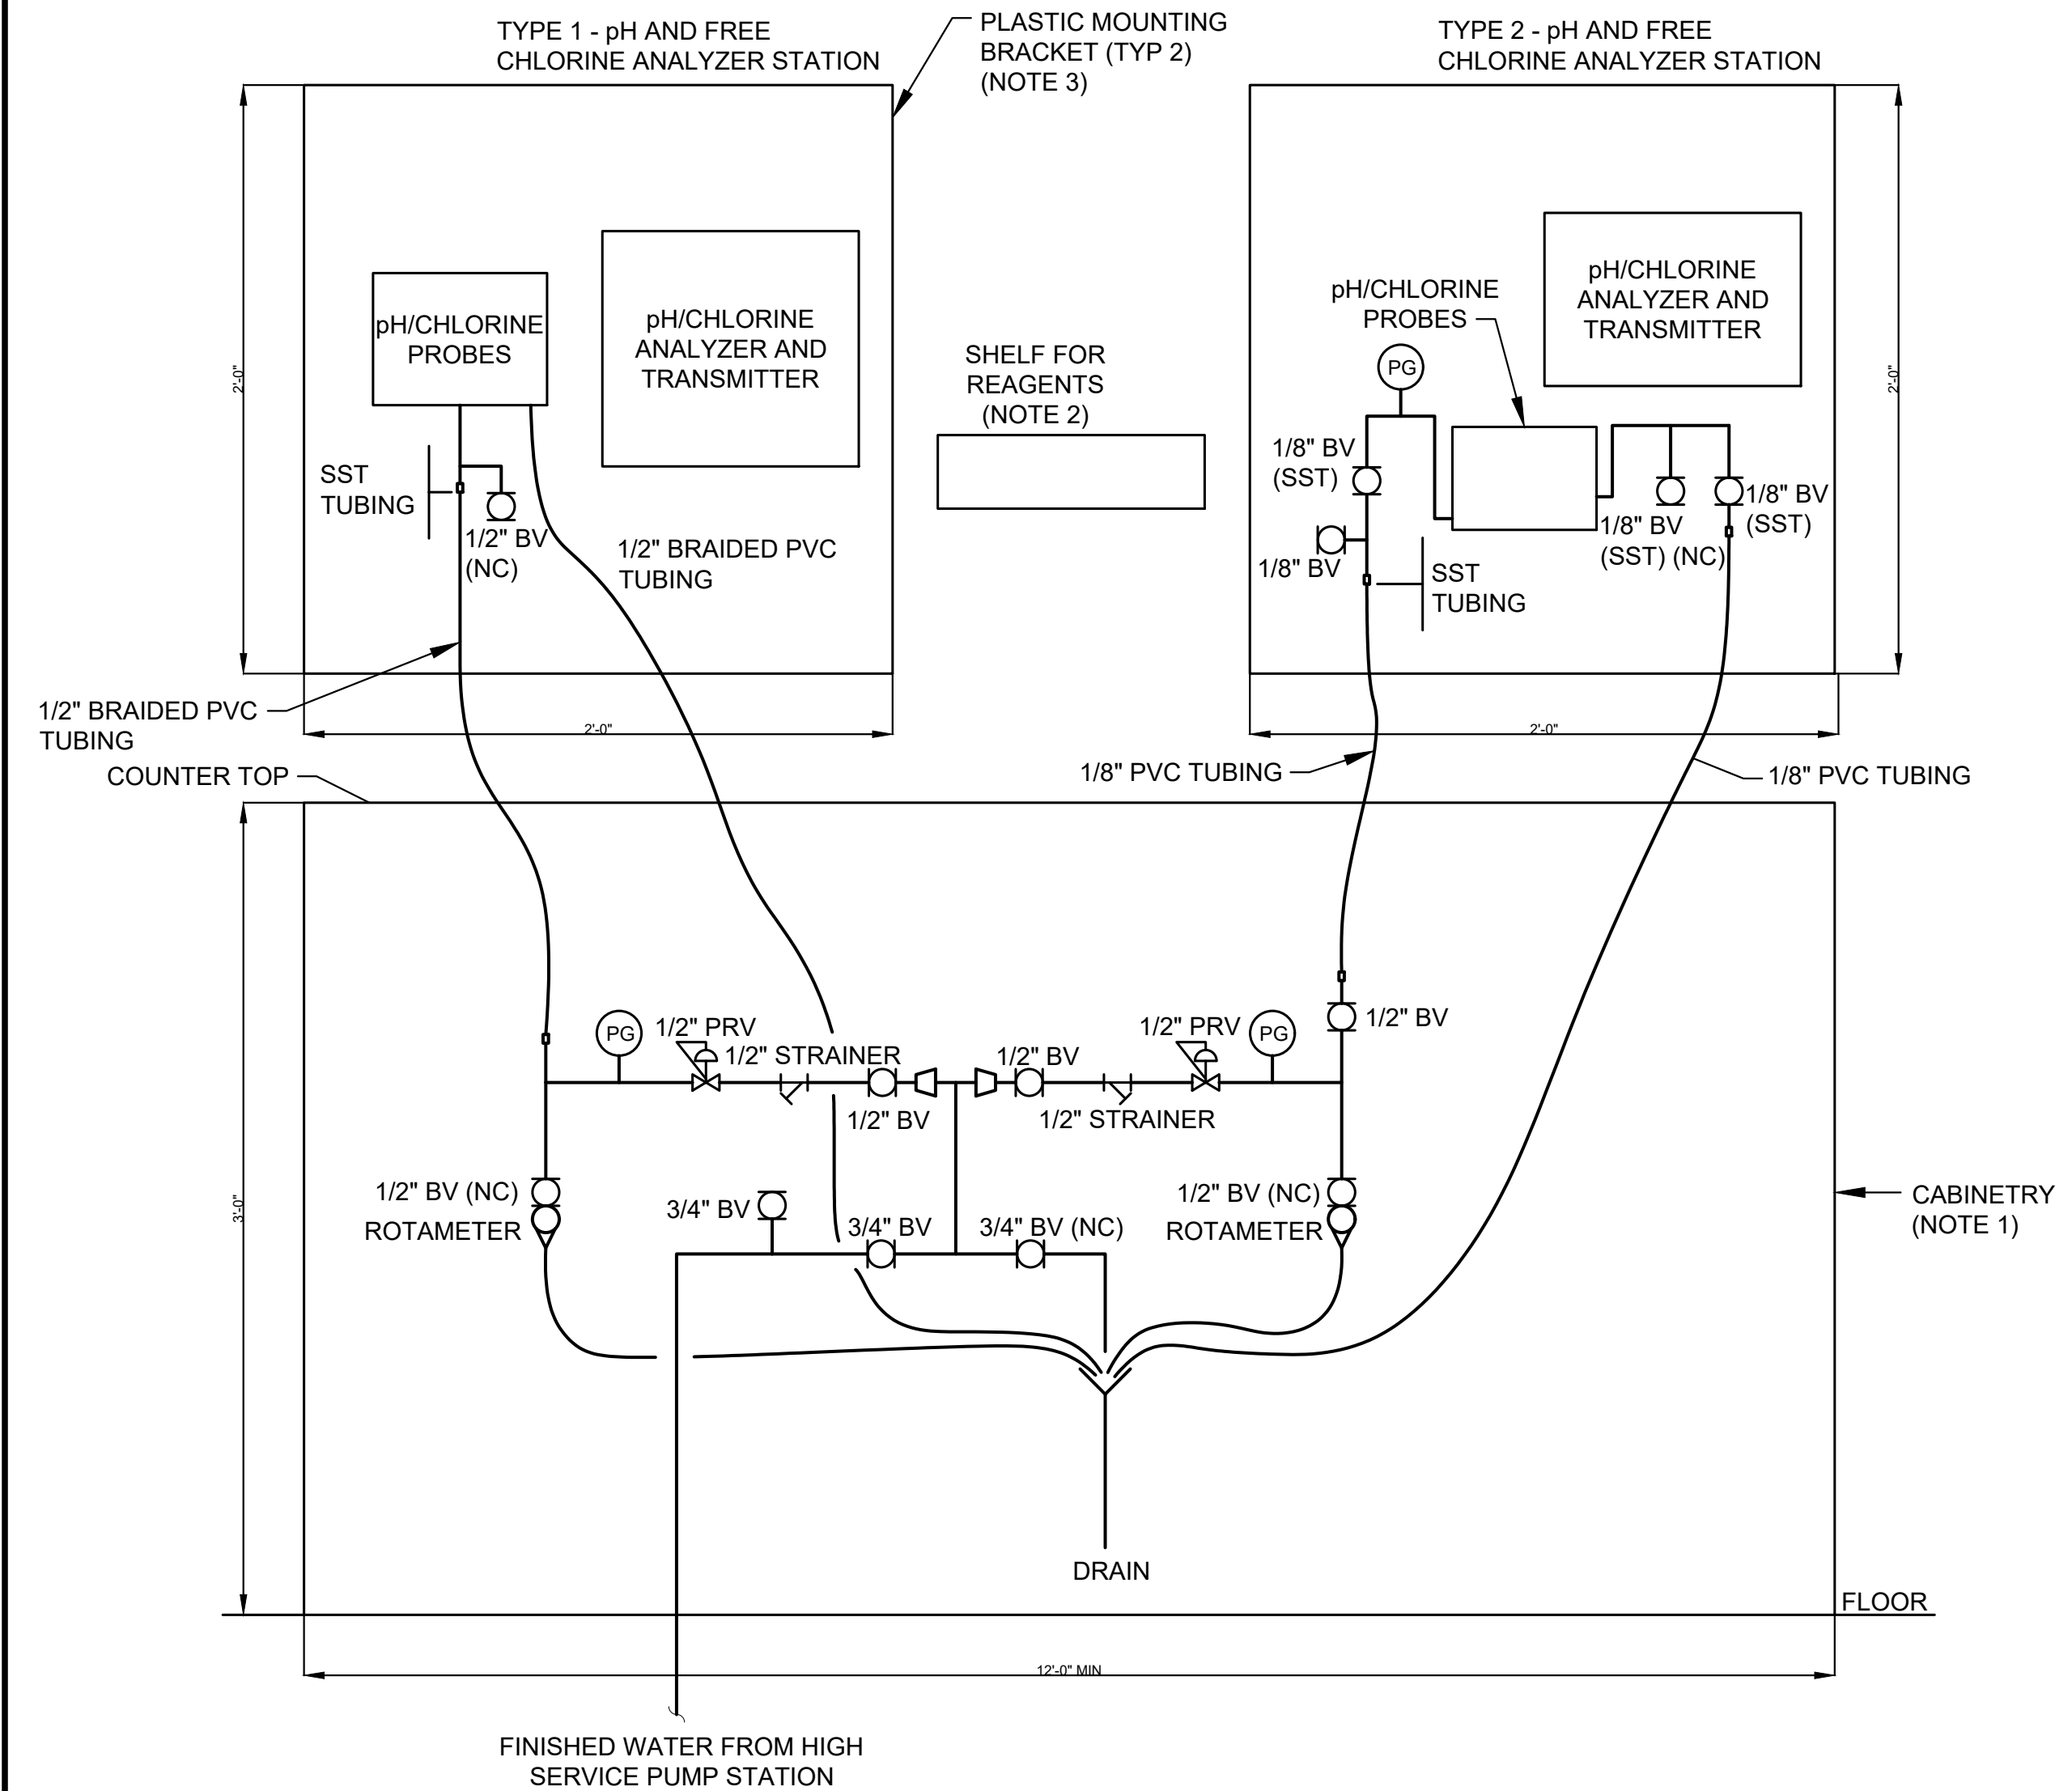 TYPE 1 - pH AND FREE
CHLORINE ANALYZER STATION
PLASTIC MOUNTING
BRACKET (TYP 2)
(NOTE 3)
TYPE 2 - pH AND FREE
CHLORINE ANALYZER STATION
2'-0"
pH/CHLORINE
PROBES
pH/CHLORINE
ANALYZER AND
TRANSMITTER
SST
TUBING
1/2" BV
(NC)
1/2" BRAIDED PVC
TUBING
SHELF FOR
REAGENTS
(NOTE 2)
pH/CHLORINE
PROBES
pH/CHLORINE
ANALYZER AND
TRANSMITTER
PG
1/8" BV
(SST)
1/8" BV
SST
TUBING
1/8" BV
(SST) (NC)
1/8" BV
(SST)
2'-0"
1/2" BRAIDED PVC
TUBING
2'-0"
2'-0"
COUNTER TOP
1/8" PVC TUBING
1/8" PVC TUBING
PG
1/2" PRV
1/2" STRAINER
1/2" BV
1/2" BV
1/2" STRAINER
1/2" PRV
PG
1/2" BV
3'-0"
1/2" BV (NC)
ROTAMETER
3/4" BV
3/4" BV
3/4" BV (NC)
1/2" BV (NC)
ROTAMETER
CABINETRY
(NOTE 1)
DRAIN
FLOOR
12'-0" MIN
FINISHED WATER FROM HIGH
SERVICE PUMP STATION